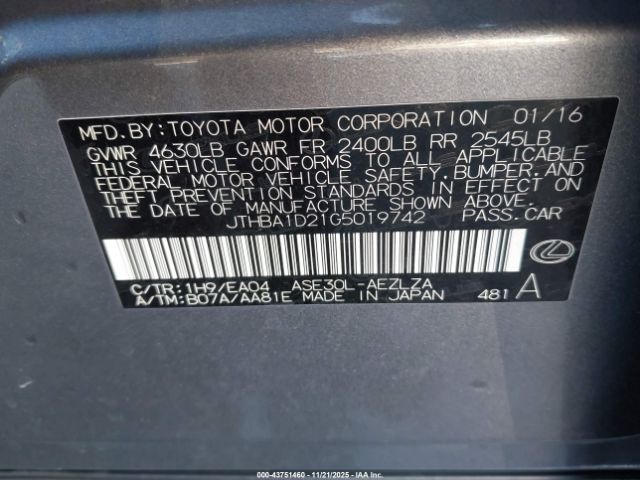 MFD.BY:TOYOTA MOTOR CORPORATION 01/16
GVWR 4630LB GAWR FR 2400LB RR 2545LB
THIS VEHICLE CONFORMS TO ALL APPLICABLE
FEDERAL MOTOR VEHICLE SAFETY,BUMPER,AND
THEFT PREVENTION STANDARDS IN EFFECT ON
THE DATE OF MANUFACTURE SHOWN ABOVE.
JTHBA1D21G5019742 PASS.CAR
C/TR:1H9/EA04 ASE30L-AEZLZA
A/TM:B07A/AA81E MADE IN JAPAN 481 A
000-43751460 - 11/21/2025 - IAAI